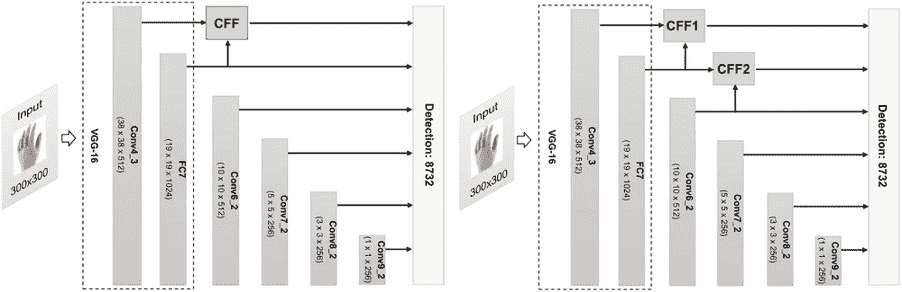 Input
300x300
VGG-16
Conv4_3
(38 x 38 x 512)
FC7
(19 x 19 x 1024)
CFF
Conv6_2
(10 x 10 x 512)
Conv7_2
(5 x 5 x 256)
Conv8_2
(3 x 3 x 256)
Conv9_2
(1 x 1 x 256)
Detection: 8732
Input
300x300
VGG-16
Conv4_3
(38 x 38 x 512)
FC7
(19 x 19 x 1024)
CFF1
CFF2
Conv6_2
(10 x 10 x 512)
Conv7_2
(5 x 5 x 256)
Conv8_2
(3 x 3 x 256)
Conv9_2
(1 x 1 x 256)
Detection: 8732